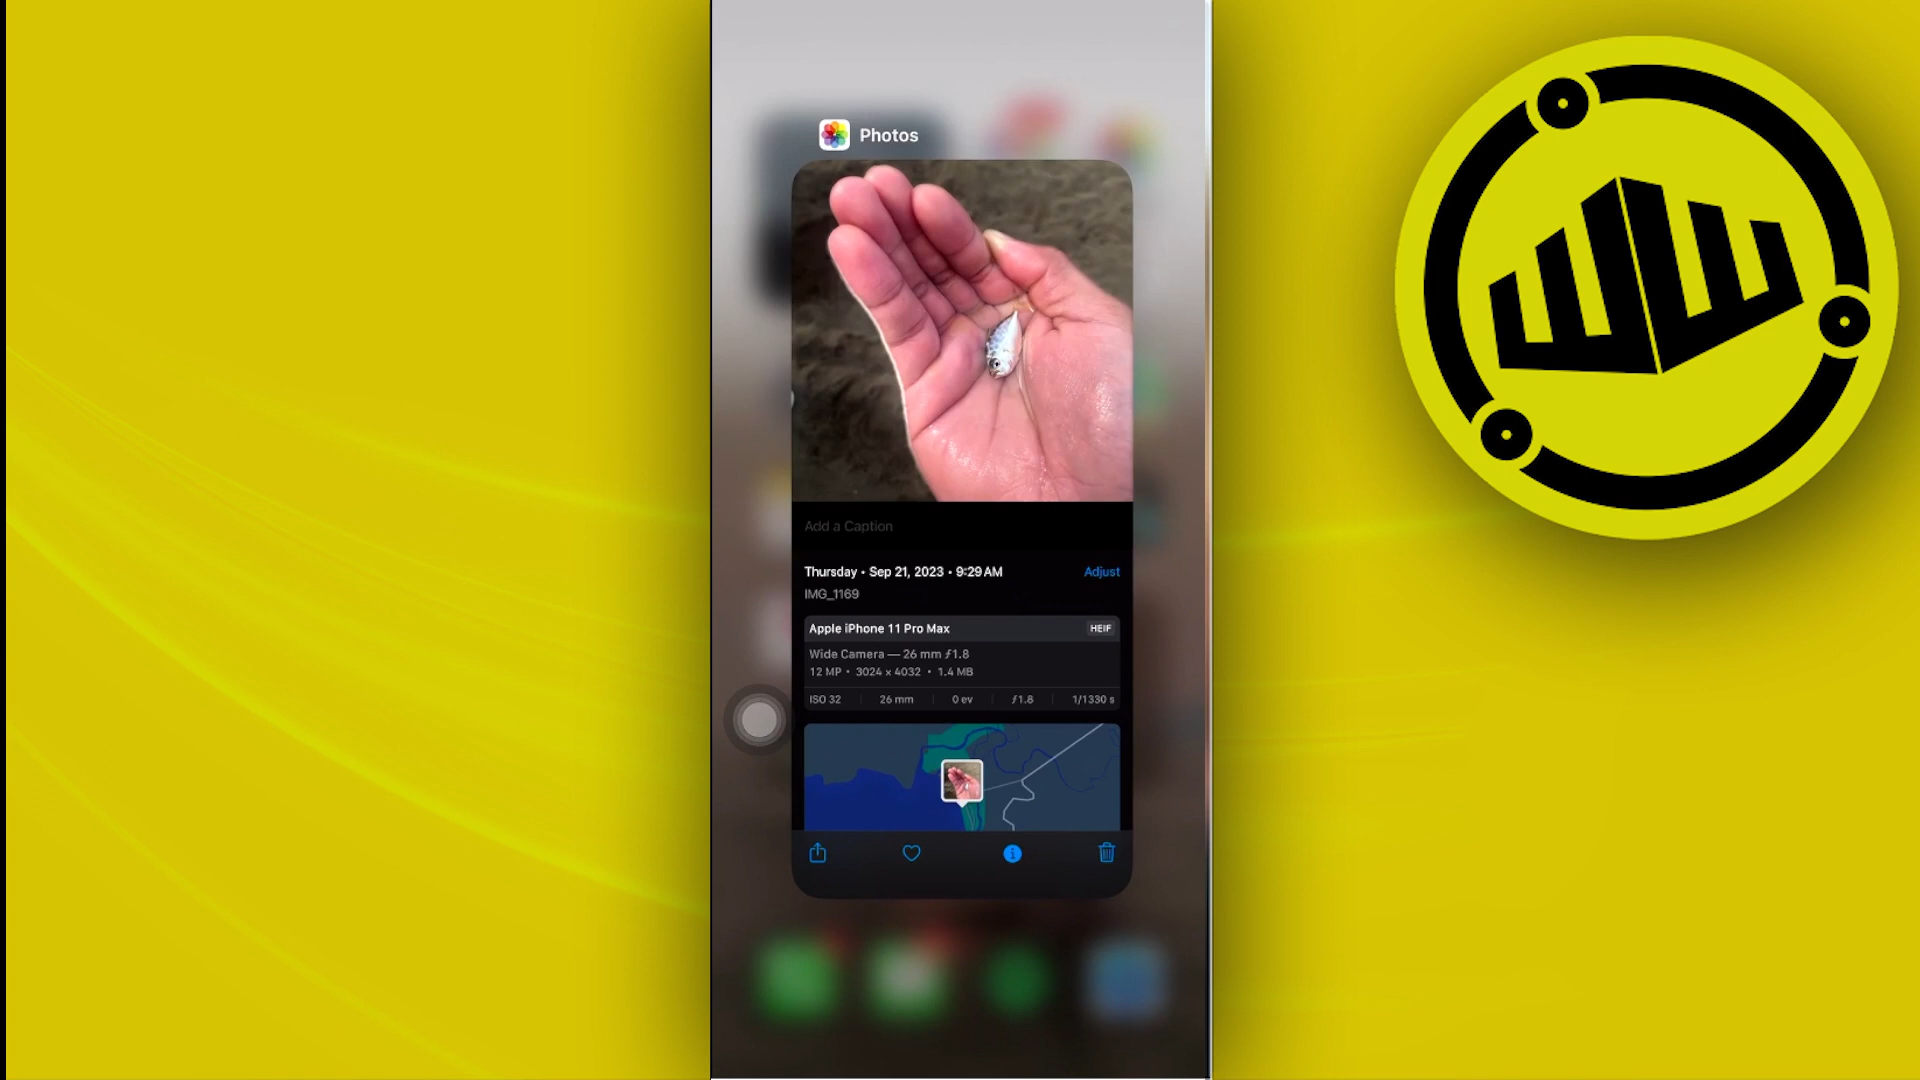 Photos
Add a Caption
Thursday • Sep 21, 2023 • 9:29 AM
Adjust
IMG_1169
Apple iPhone 11 Pro Max
HEIF
Wide Camera — 26 mm ƒ1.8
12 MP • 3024 x 4032 • 1.4 MB
ISO 32 26 mm 0 ev ƒ1.8 1/1330 s